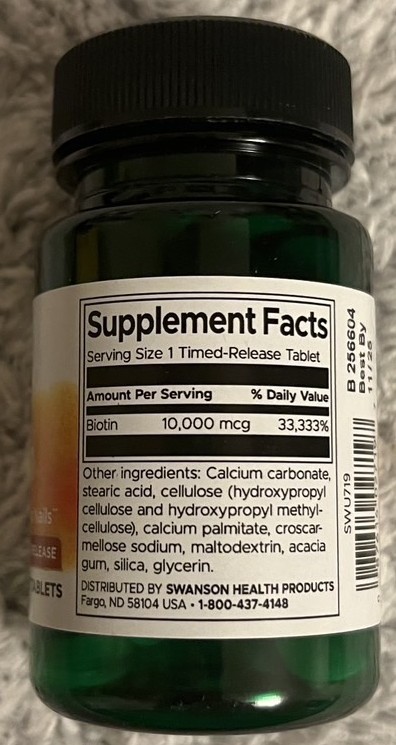 Supplement Facts
Serving Size 1 Timed-Release Tablet
Amount Per Serving % Daily Value
Biotin 10,000 mcg 33,333%
Other ingredients: Calcium carbonate,
stearic acid, cellulose (hydroxypropyl
cellulose and hydroxypropyl methyl-
cellulose), calcium palmitate, croscar-
mellose sodium, maltodextrin, acacia
gum, silica, glycerin.
DISTRIBUTED BY SWANSON HEALTH PRODUCTS
Fargo, ND 58104 USA • 1-800-437-4148
B 256604
Best By
11/25
SWU719